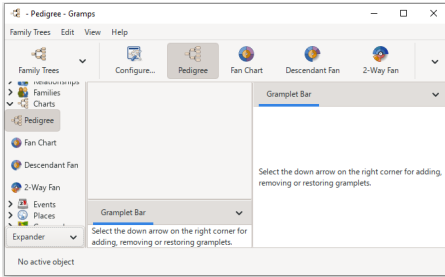 - Pedigree - Gramps
Family Trees Edit View Help
Family Trees
Configure...
Pedigree
Fan Chart
Descendant Fan
2-Way Fan
Relationships
Families
Charts
Pedigree
Fan Chart
Descendant Fan
2-Way Fan
Events
Places
Expander
Gramplet Bar
Select the down arrow on the right corner for
adding, removing or restoring gramplets.
Gramplet Bar
Select the down arrow on the right corner for adding,
removing or restoring gramplets.
No active object